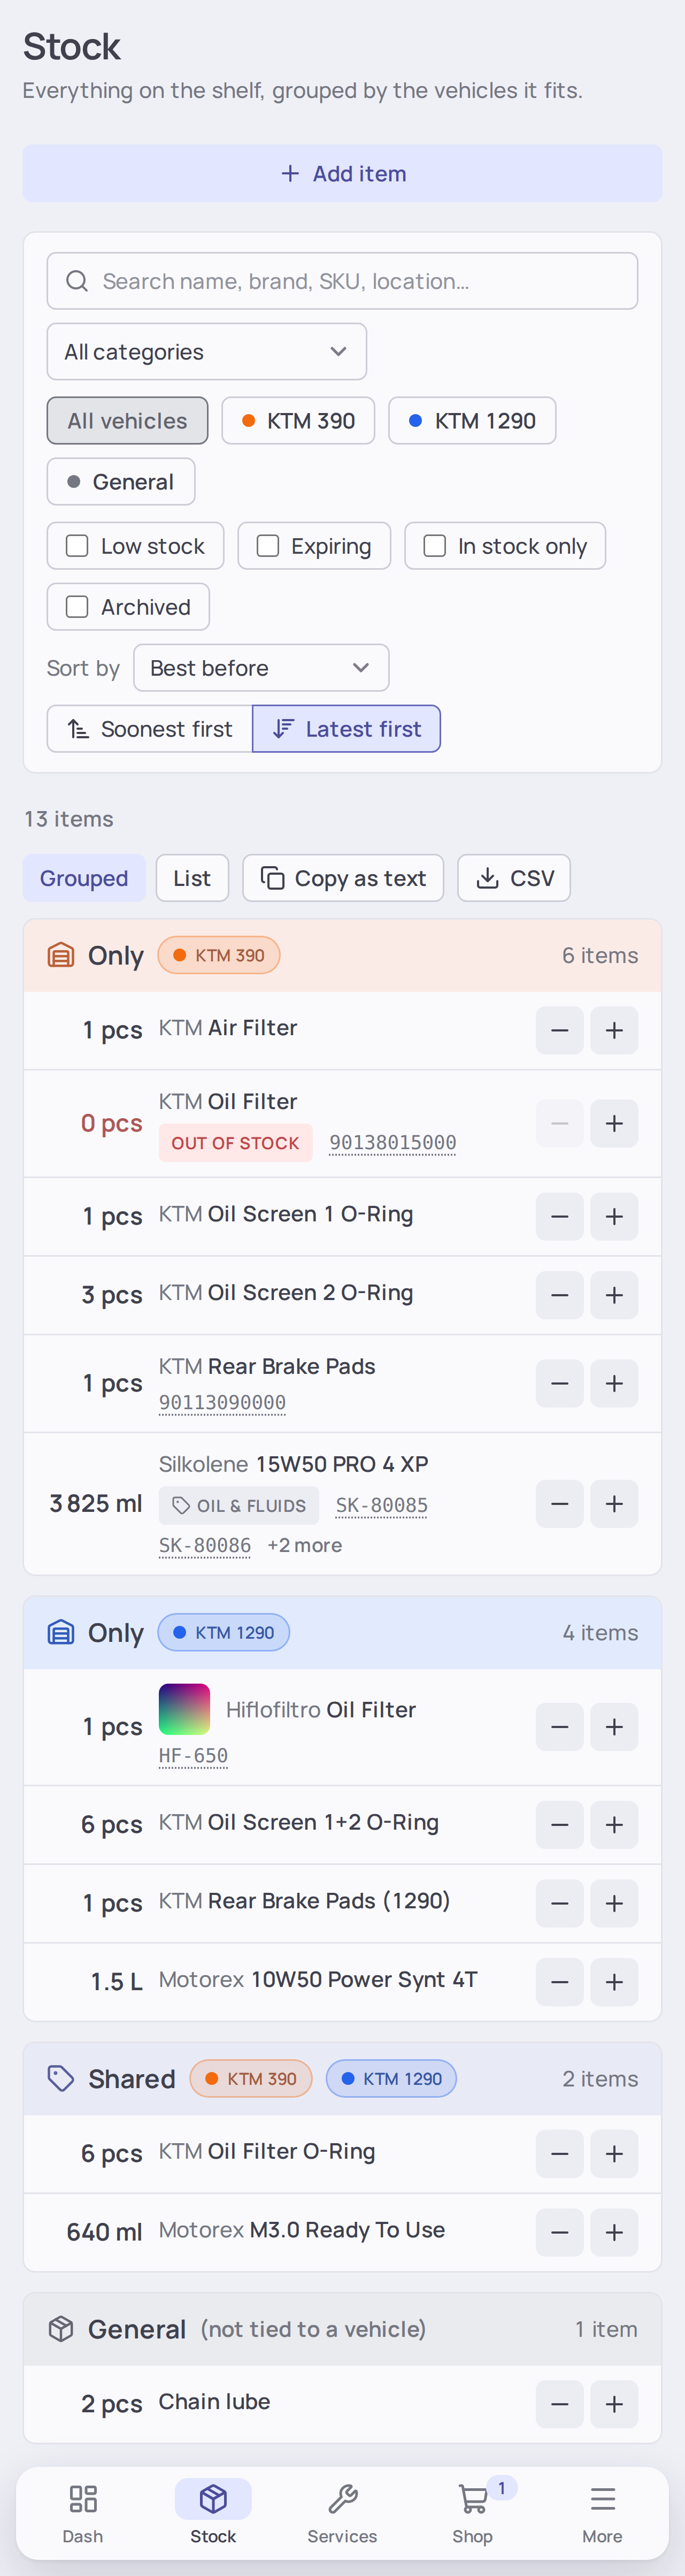 Stock
Everything on the shelf, grouped by the vehicles it fits.
+ Add item
Search name, brand, SKU, location...
All categories
All vehicles KTM 390 KTM 1290
General
Low stock Expiring In stock only
Archived
Sort by Best before
Soonest first Latest first
13 items
Grouped List Copy as text CSV
Only KTM 390 6 items
1 pcs KTM Air Filter
0 pcs KTM Oil Filter
OUT OF STOCK 90138015000
1 pcs KTM Oil Screen 1 O-Ring
3 pcs KTM Oil Screen 2 O-Ring
1 pcs KTM Rear Brake Pads
90113090000
3 825 ml Silkolene 15W50 PRO 4 XP
OIL & FLUIDS SK-80085
SK-80086 +2 more
Only KTM 1290 4 items
1 pcs Hiflofiltro Oil Filter
HF-650
6 pcs KTM Oil Screen 1+2 O-Ring
1 pcs KTM Rear Brake Pads (1290)
1.5 L Motorex 10W50 Power Synt 4T
Shared KTM 390 KTM 1290 2 items
6 pcs KTM Oil Filter O-Ring
640 ml Motorex M3.0 Ready To Use
General (not tied to a vehicle) 1 item
2 pcs Chain lube
1
Dash Stock Services Shop More